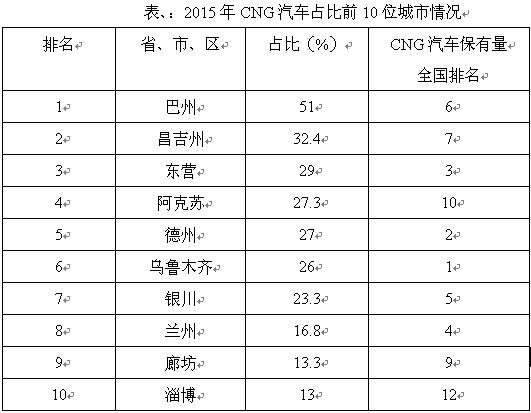 表、：2015 年 CNG 汽车占比前 10 位城市情况
排名 省、市、区 占比（%） CNG 汽车保有量
全国排名
1 巴州 51 6
2 昌吉州 32.4 7
3 东营 29 3
4 阿克苏 27.3 10
5 德州 27 2
6 乌鲁木齐 26 1
7 银川 23.3 5
8 兰州 16.8 4
9 廊坊 13.3 9
10 淄博 13 12